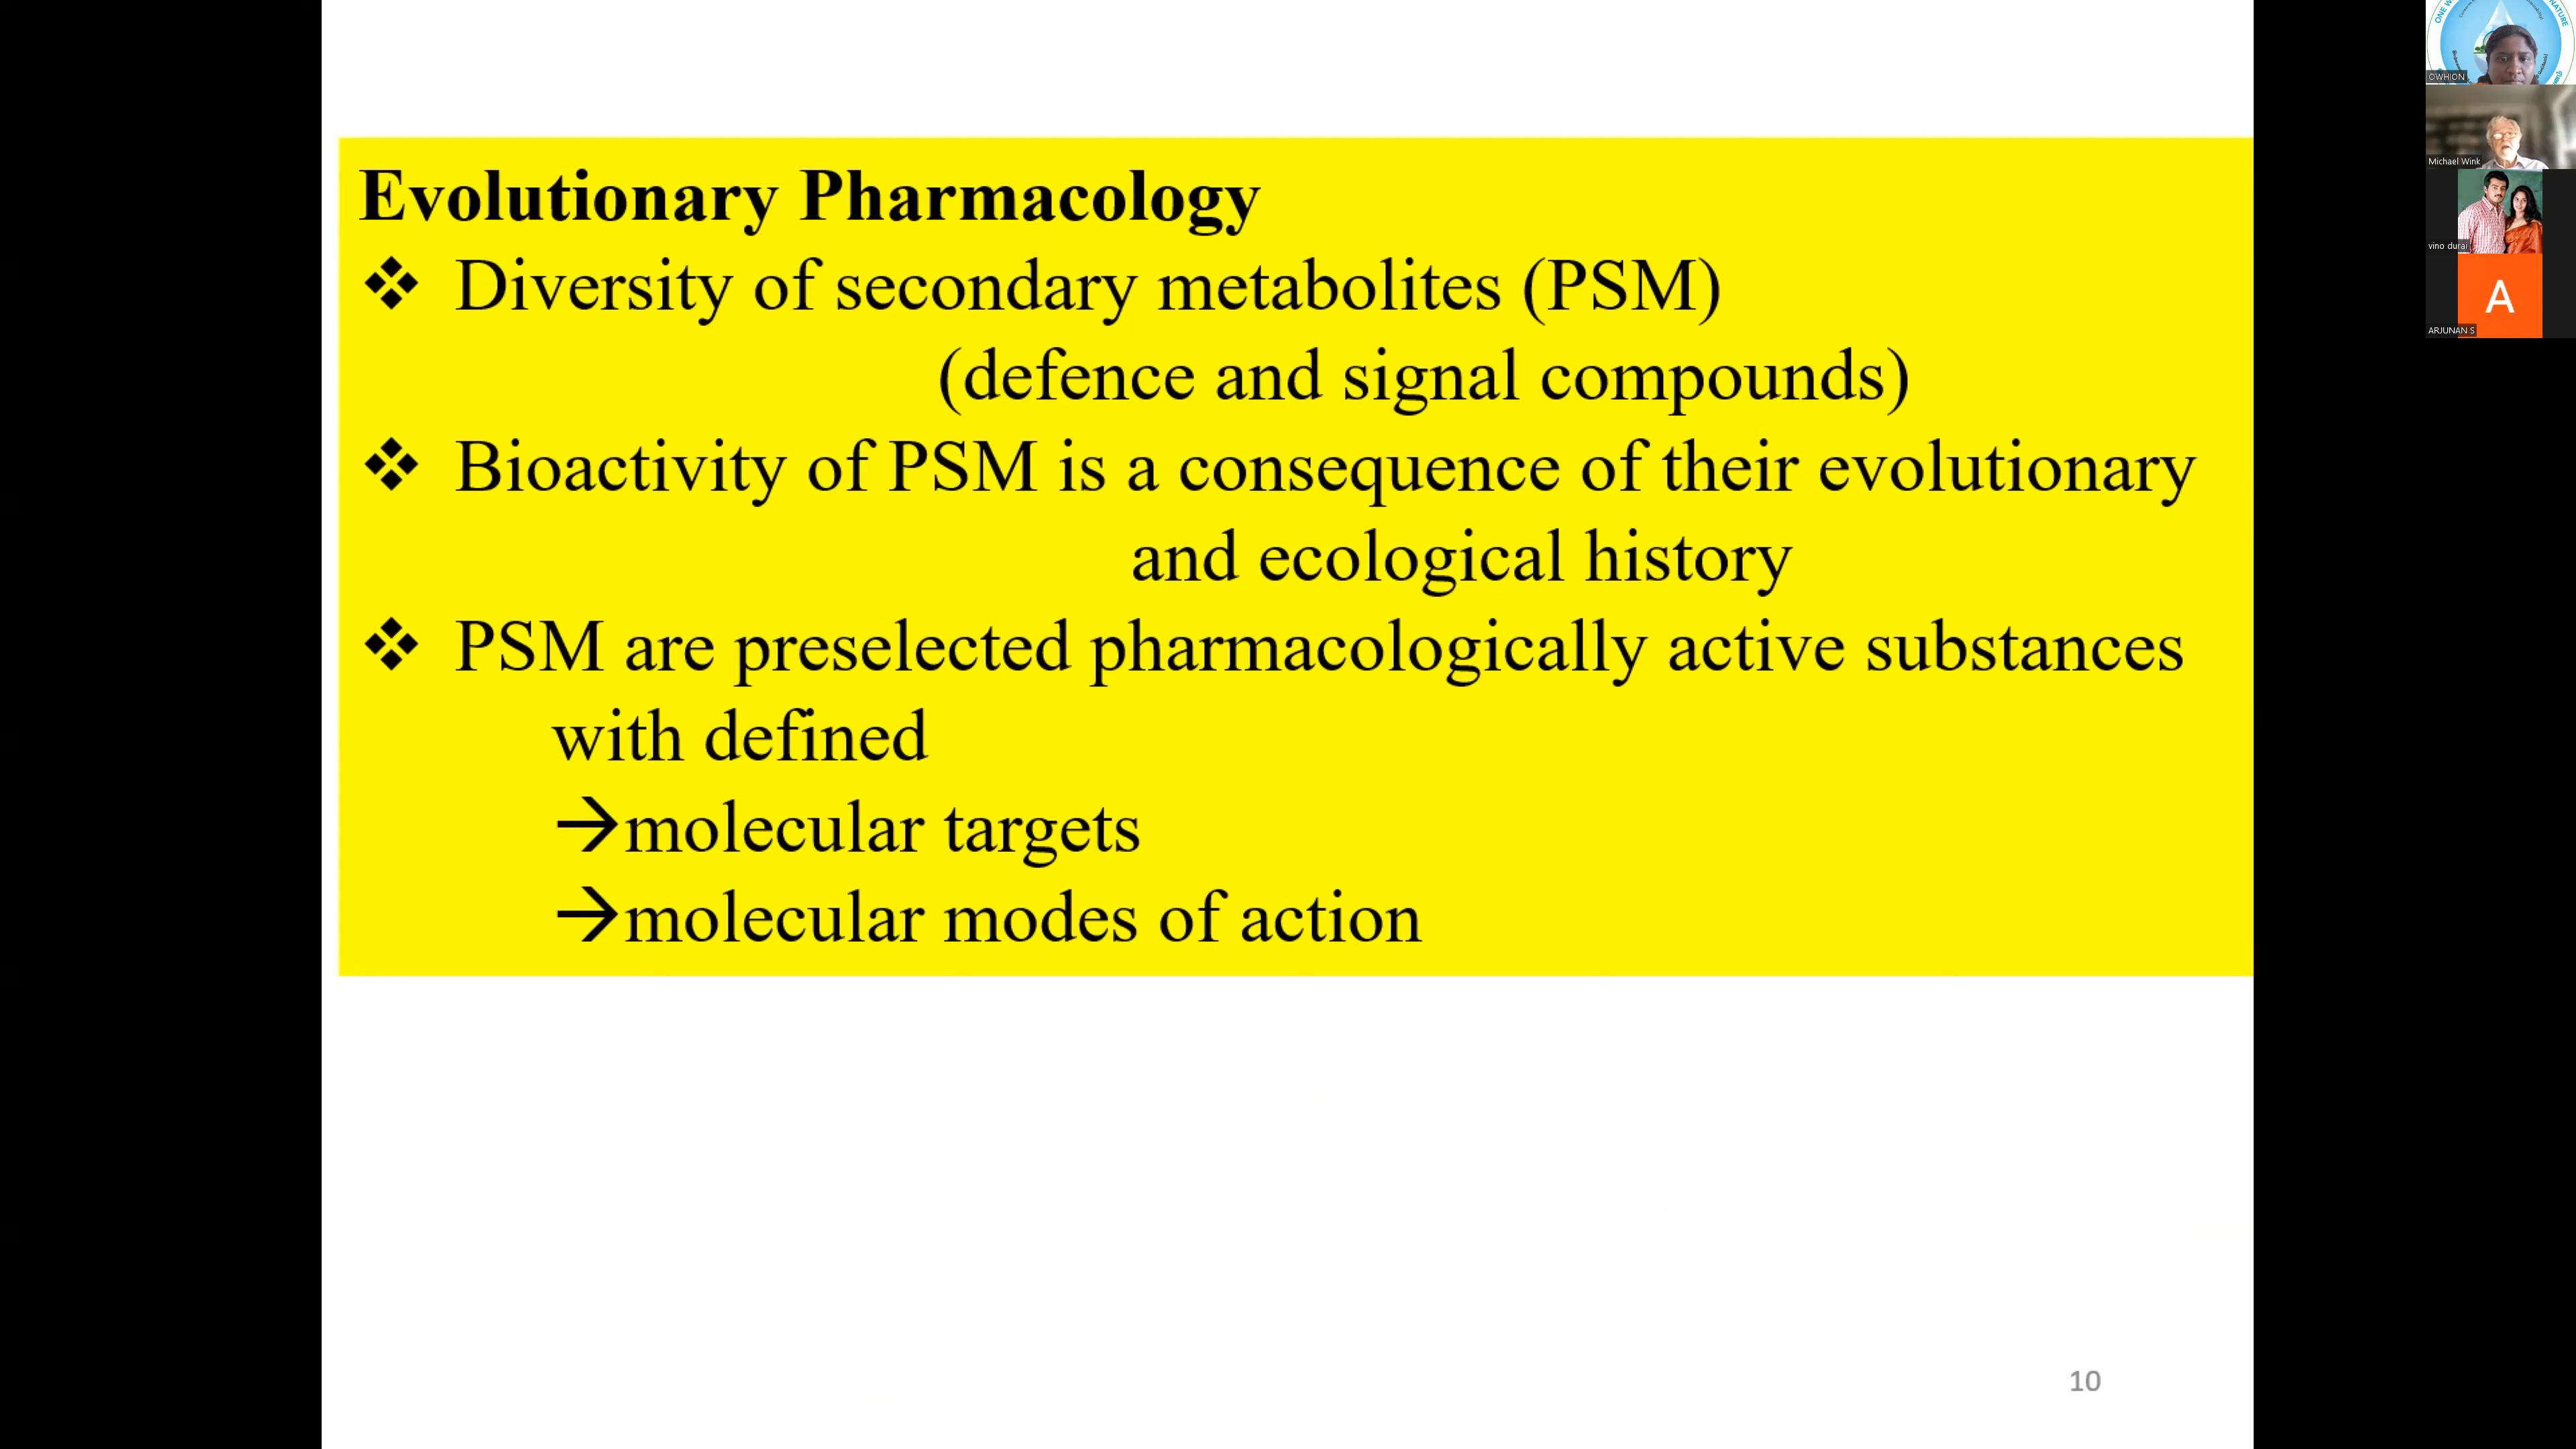 Evolutionary Pharmacology
❖ Diversity of secondary metabolites (PSM)
(defence and signal compounds)
❖ Bioactivity of PSM is a consequence of their evolutionary
and ecological history
❖ PSM are preselected pharmacologically active substances
with defined
→molecular targets
→molecular modes of action
10
NATURE
OWHION
Michael Wink
vino durai
A
ARJUNAN S